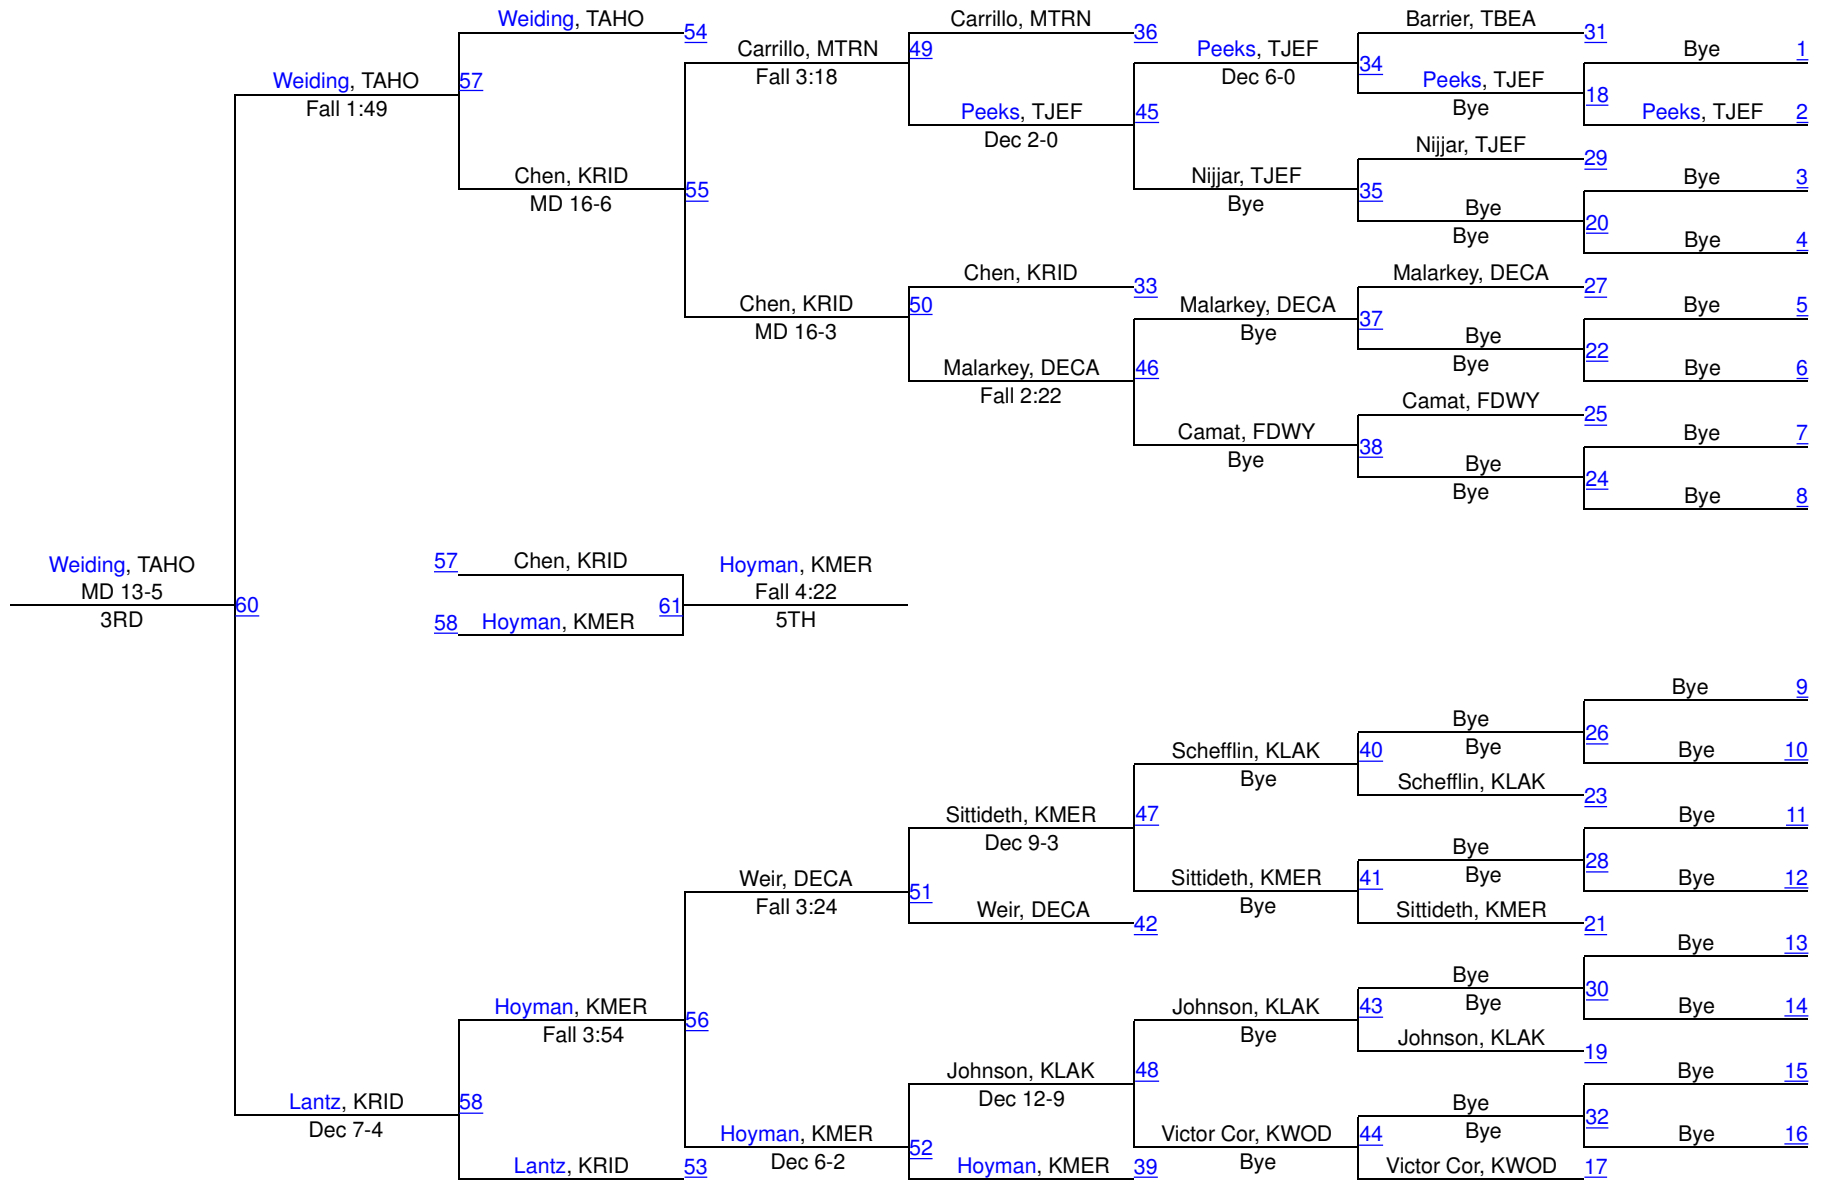 Weiding, TAHO
54
Carrillo, MTRN
36
Barrier, TBEA
31
Bye 1
Carrillo, MTRN
49
Fall 3:18
Peeks, TJEF
34
Dec 6-0
Weiding, TAHO
57
Fall 1:49
Peeks, TJEF
18
Bye
Peeks, TJEF 2
Peeks, TJEF
45
Dec 2-0
Nijjar, TJEF
29
Chen, KRID
55
MD 16-6
Nijjar, TJEF
35
Bye
Bye 3
Bye
20
Bye
Bye 4
Chen, KRID
33
Malarkey, DECA
27
Chen, KRID
50
MD 16-3
Malarkey, DECA
37
Bye
Bye 5
Bye
22
Bye
Malarkey, DECA
46
Fall 2:22
Bye 6
Camat, FDWY
25
Camat, FDWY
38
Bye
Bye 7
Bye
24
Bye
Bye 8
Weiding, TAHO
MD 13-5
60
3RD
57 Chen, KRID
Hoyman, KMER
Fall 4:22
61
5TH
58 Hoyman, KMER
Bye 9
Bye
26
Bye
Bye 10
Schefflin, KLAK
40
Bye
Schefflin, KLAK
23
Sittideth, KMER
47
Dec 9-3
Bye 11
Bye
28
Bye
Bye 12
Weir, DECA
51
Fall 3:24
Sittideth, KMER
41
Bye
Weir, DECA
42
Sittideth, KMER
21
Bye 13
Bye
30
Bye
Bye 14
Hoyman, KMER
56
Fall 3:54
Johnson, KLAK
43
Bye
Johnson, KLAK
19
Johnson, KLAK
48
Dec 12-9
Bye 15
Lantz, KRID
58
Dec 7-4
Bye
32
Bye
Bye 16
Hoyman, KMER
52
Dec 6-2
Victor Cor, KWOD
44
Bye
Lantz, KRID
53
Hoyman, KMER
39
Victor Cor, KWOD
17